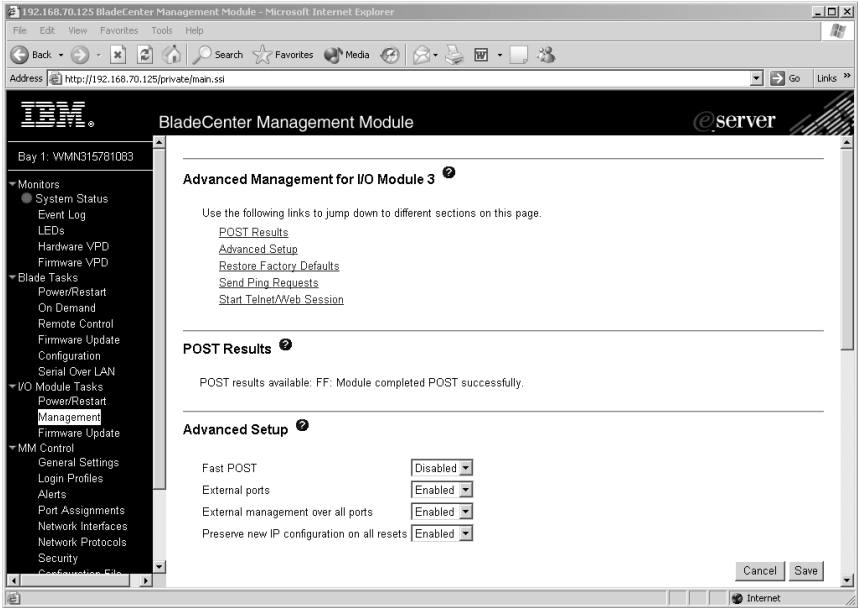 192.168.70.125 BladeCenter Management Module - Microsoft Internet Explorer
File Edit View Favorites Tools Help
Back Search Favorites Media
Address http://192.168.70.125/private/main.ssi Go Links »
IBM. BladeCenter Management Module @server
Bay 1: WMN315781083
Monitors
System Status
Event Log
LEDs
Hardware VPD
Firmware VPD
Blade Tasks
Power/Restart
On Demand
Remote Control
Firmware Update
Configuration
Serial Over LAN
I/O Module Tasks
Power/Restart
Management
Firmware Update
MM Control
General Settings
Login Profiles
Alerts
Port Assignments
Network Interfaces
Network Protocols
Security
Configuration File
Advanced Management for I/O Module 3 ?
Use the following links to jump down to different sections on this page.
POST Results
Advanced Setup
Restore Factory Defaults
Send Ping Requests
Start Telnet/Web Session
POST Results ?
POST results available: FF: Module completed POST successfully.
Advanced Setup ?
Fast POST Disabled
External ports Enabled
External management over all ports Enabled
Preserve new IP configuration on all resets Enabled
Cancel Save
Internet